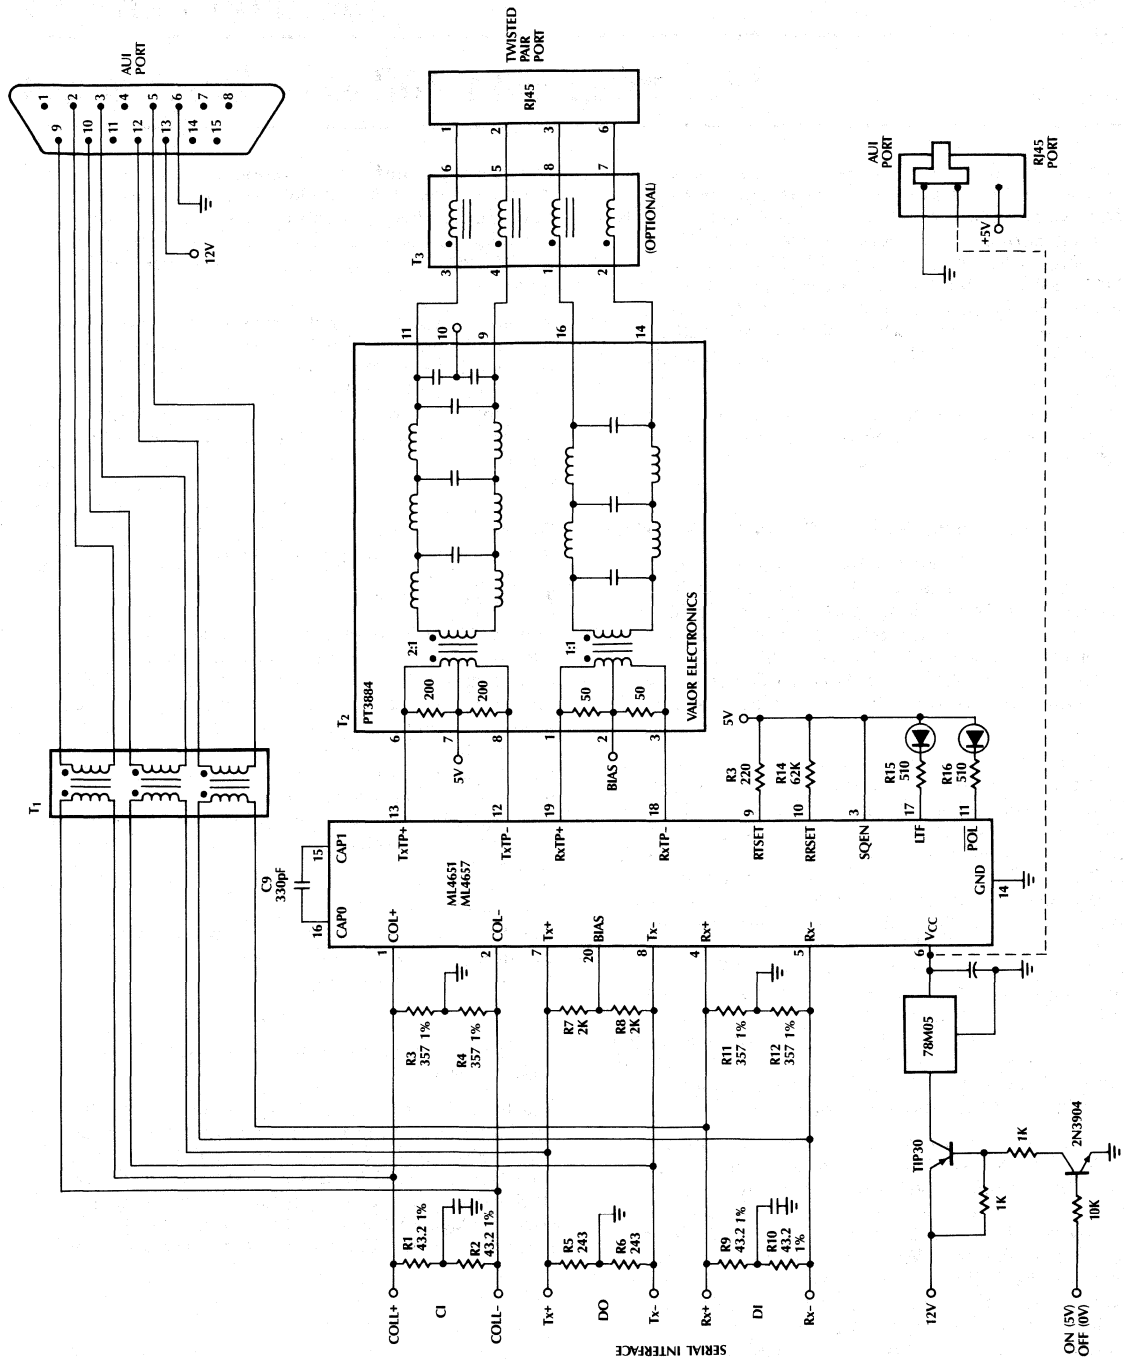 AUI
PORT
1
2
3
4
5
6
7
8
9
10
11
12
13
14
15
12V
TWISTED
PAIR
PORT
RJ45
1
2
3
6
6
5
8
7
T3
(OPTIONAL)
3
4
1
2
AUI
PORT
RJ45
PORT
+5V
11
10
9
16
14
2:1
1:1
200
200
50
50
PT3884
VALOR ELECTRONICS
T2
6
7
8
1
2
3
5V
BIAS
T1
5V
R3
220
R14
62K
R15
510
R16
510
C9
330pF
15
16
13
12
19
18
9
10
3
17
11
CAP1
CAP0
TxTP+
TxTP–
RxTP+
RxTP–
RTSET
RRSET
SQEN
LTF
POL
ML4651
ML4657
GND
14
COL+
COL–
Tx+
BIAS
Tx–
Rx+
Rx–
VCC
1
2
7
20
8
4
5
6
R3
357 1%
R4
357 1%
R7
2K
R8
2K
R11
357 1%
R12
357 1%
78M05
TIP30
1K
2N3904
1K
10K
R1
43.2 1%
R2
43.2 1%
R5
243
R6
243
R9
43.2 1%
R10
43.2
1%
COLL+
CI
COLL–
Tx+
DO
Tx–
Rx+
DI
Rx–
12V
ON (5V)
OFF (0V)
SERIAL INTERFACE